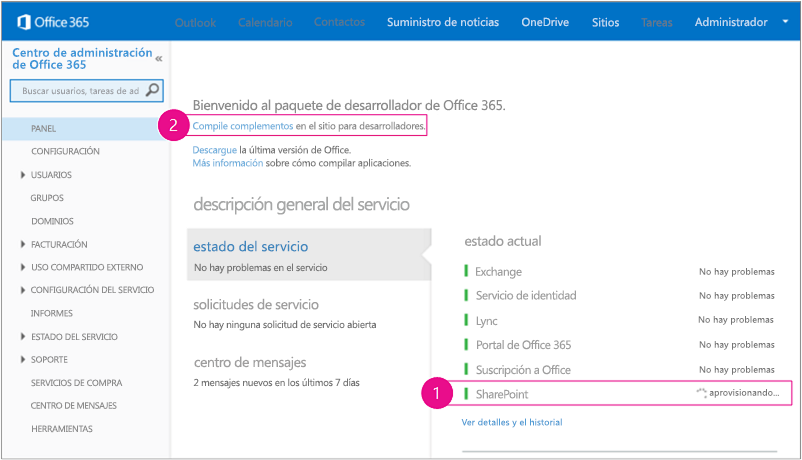 Office 365
Outlook Calendario Contactos Suministro de noticias OneDrive Sitios Tareas Administrador
Centro de administración
de Office 365
«
Buscar usuarios, tareas de ad
PANEL
CONFIGURACIÓN
USUARIOS
GRUPOS
DOMINIOS
FACTURACIÓN
USO COMPARTIDO EXTERNO
CONFIGURACIÓN DEL SERVICIO
INFORMES
ESTADO DEL SERVICIO
SOPORTE
SERVICIOS DE COMPRA
CENTRO DE MENSAJES
HERRAMIENTAS
Bienvenido al paquete de desarrollador de Office 365.
2 Compile complementos en el sitio para desarrolladores.
Descargue la última versión de Office.
Más información sobre cómo compilar aplicaciones.
descripción general del servicio
estado del servicio
No hay problemas en el servicio
solicitudes de servicio
No hay ninguna solicitud de servicio abierta
centro de mensajes
2 mensajes nuevos en los últimos 7 días
estado actual
Exchange No hay problemas
Servicio de identidad No hay problemas
Lync No hay problemas
Portal de Office 365 No hay problemas
Suscripción a Office No hay problemas
1 SharePoint aprovisionando...
Ver detalles y el historial